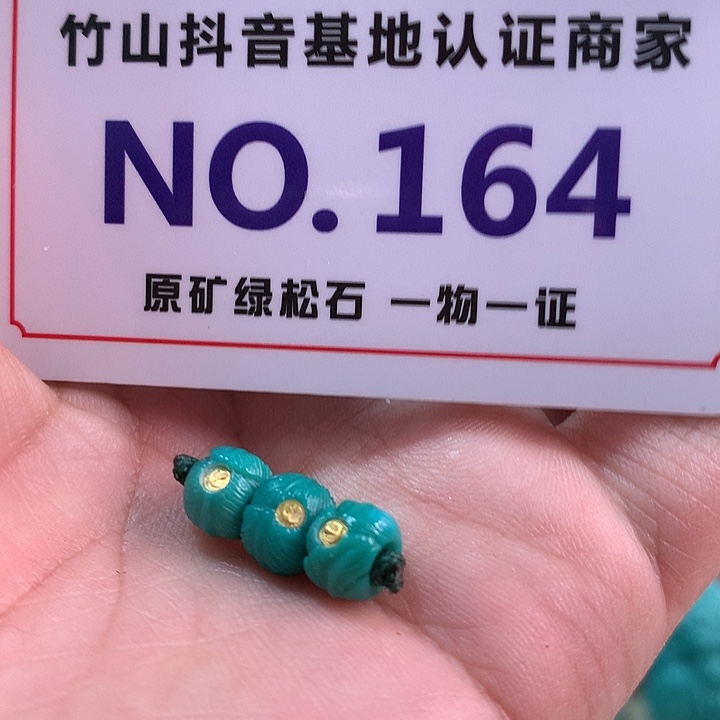 竹山抖音基地认证商家
NO.164
原矿绿松石 一物一证